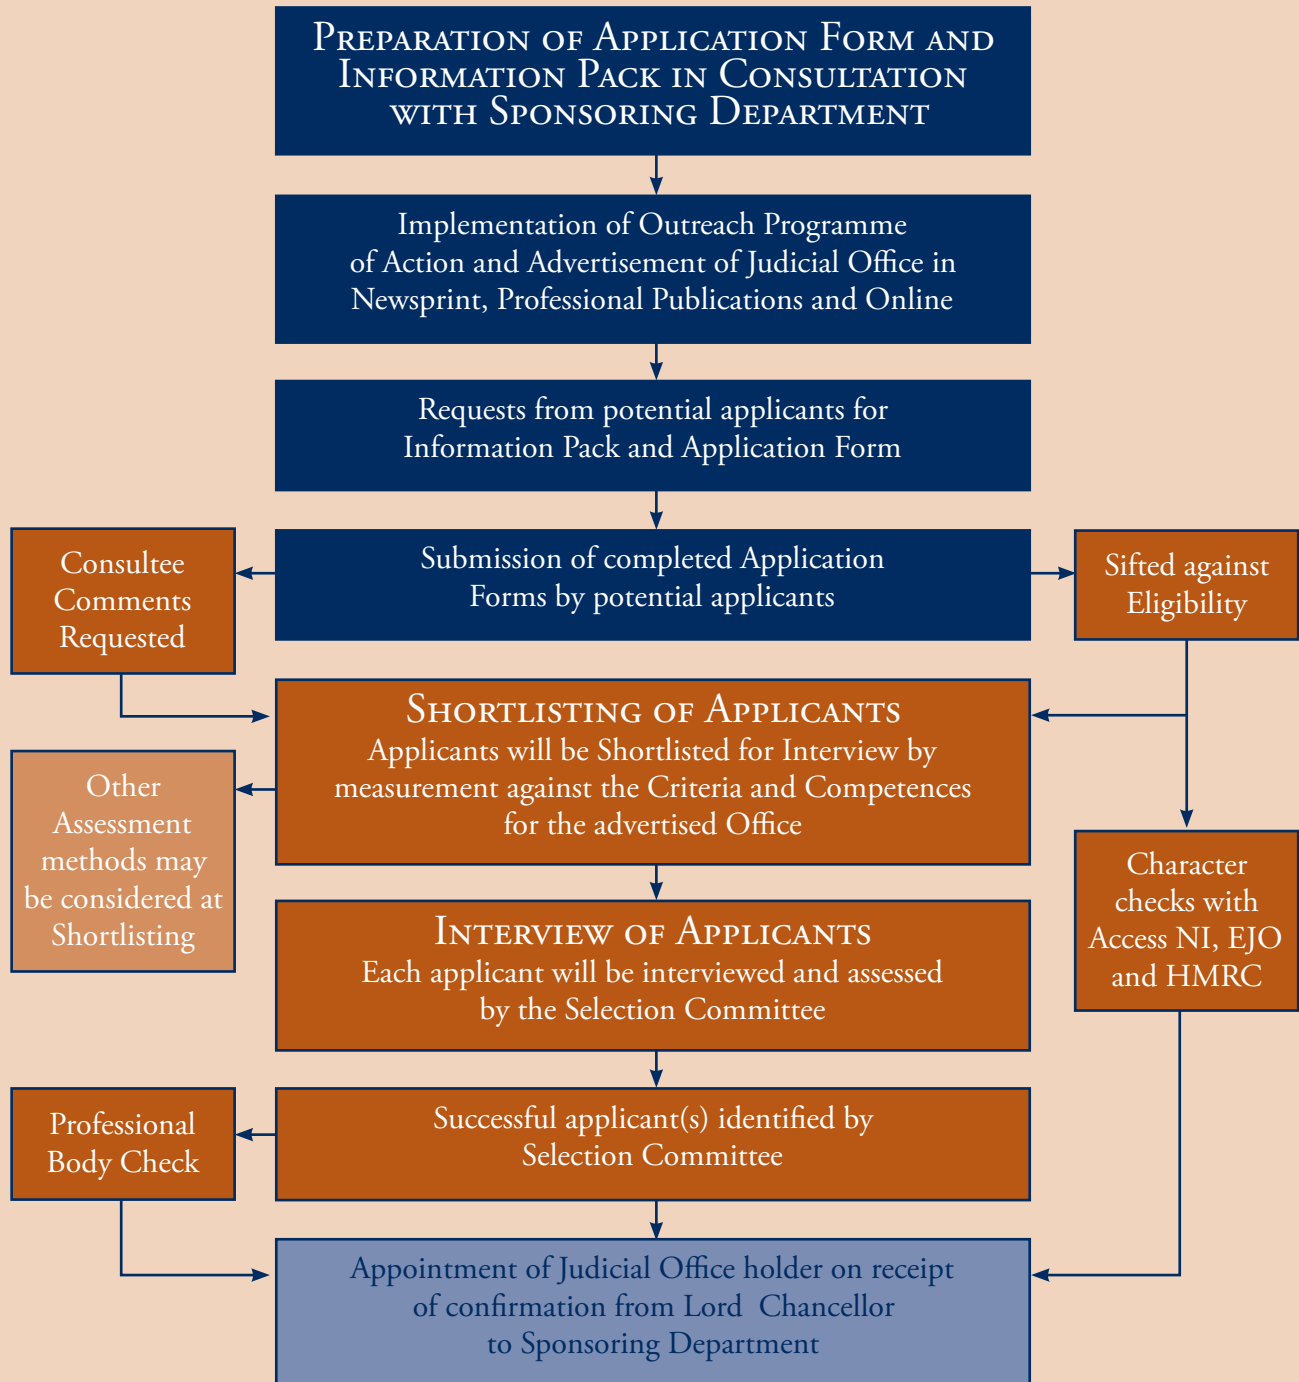 Preparation of Application Form and
Information Pack in Consultation
with Sponsoring Department
Implementation of Outreach Programme
of Action and Advertisement of Judicial Office in
Newsprint, Professional Publications and Online
Requests from potential applicants for
Information Pack and Application Form
Consultee
Comments
Requested
Submission of completed Application
Forms by potential applicants
Sifted against
Eligibility
Shortlisting of Applicants
Applicants will be Shortlisted for Interview by
measurement against the Criteria and Competences
for the advertised Office
Other
Assessment
methods may
be considered at
Shortlisting
Character
checks with
Access NI, EJO
and HMRC
Interview of Applicants
Each applicant will be interviewed and assessed
by the Selection Committee
Professional
Body Check
Successful applicant(s) identified by
Selection Committee
Appointment of Judicial Office holder on receipt
of confirmation from Lord Chancellor
to Sponsoring Department